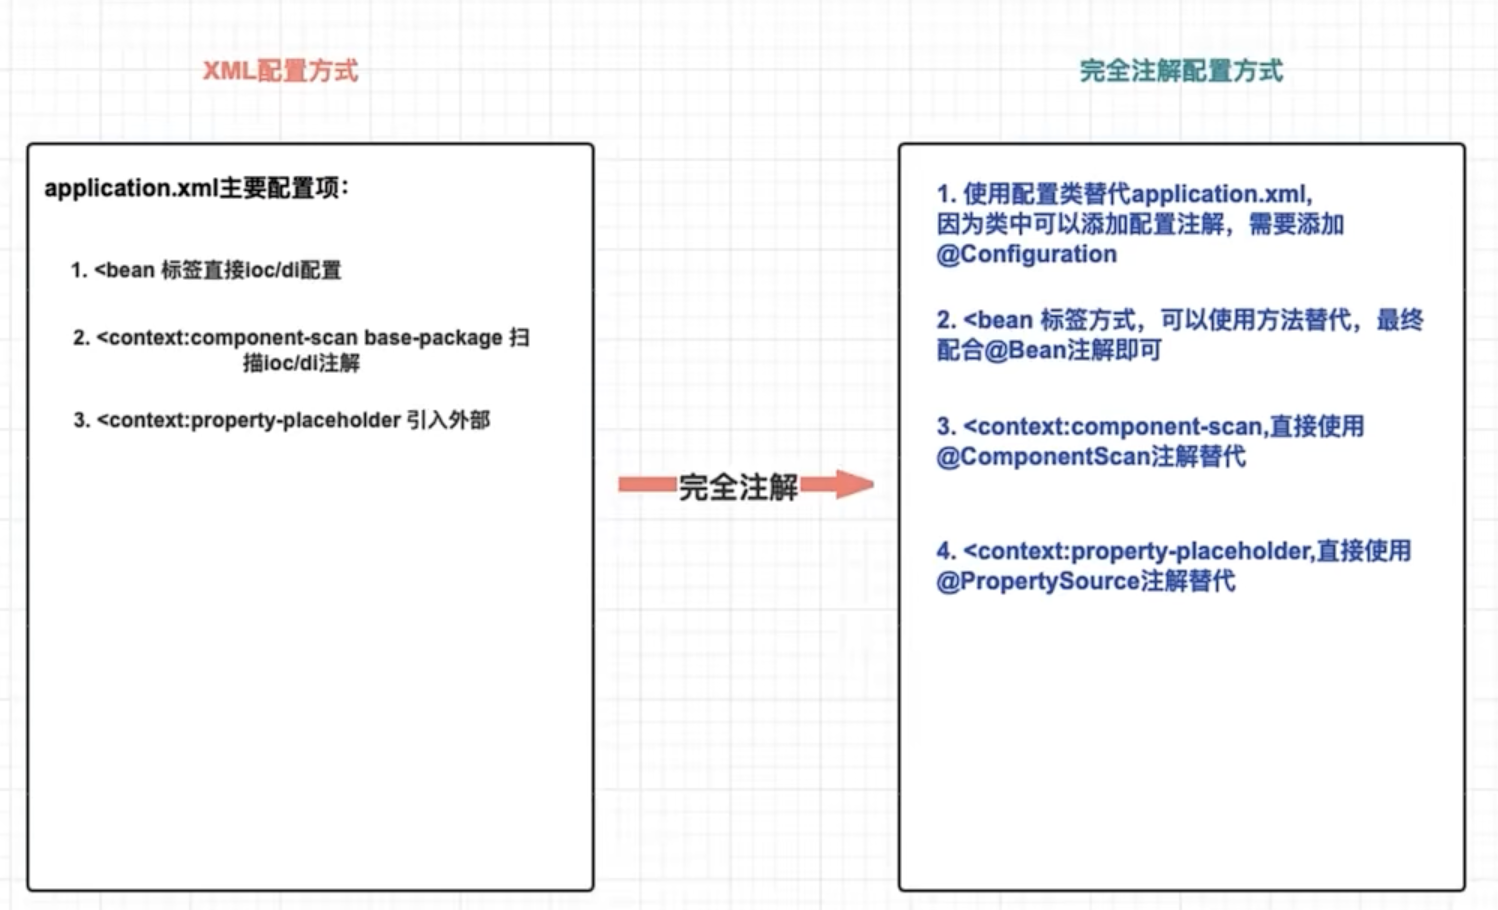 XML配置方式
完全注解配置方式
application.xml主要配置项：
1. <bean 标签直接ioc/di配置
2. <context:component-scan base-package 扫
描ioc/di注解
3. <context:property-placeholder 引入外部
完全注解
1. 使用配置类替代application.xml,
因为类中可以添加配置注解，需要添加
@Configuration
2. <bean 标签方式，可以使用方法替代，最终
配合@Bean注解即可
3. <context:component-scan,直接使用
@ComponentScan注解替代
4. <context:property-placeholder,直接使用
@PropertySource注解替代